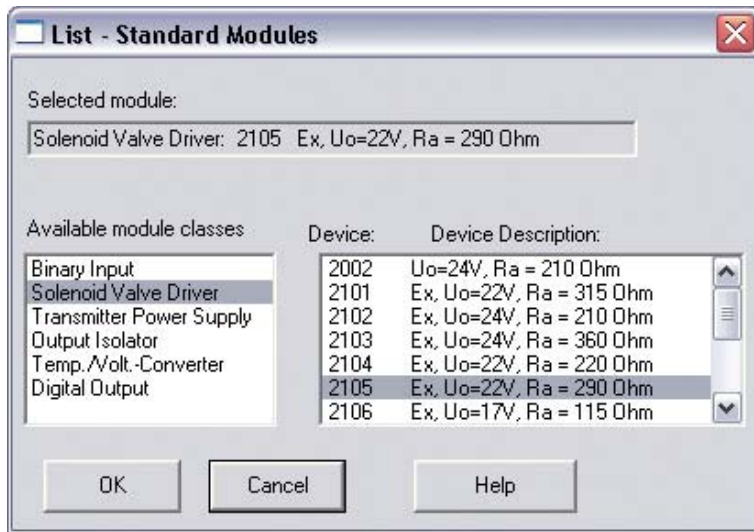 List - Standard Modules
Selected module:
Solenoid Valve Driver: 2105 Ex, Uo=22V, Ra = 290 Ohm
Available module classes
Binary Input
Solenoid Valve Driver
Transmitter Power Supply
Output Isolator
Temp./Volt.-Converter
Digital Output
Device: Device Description:
2002 Uo=24V, Ra = 210 Ohm
2101 Ex, Uo=22V, Ra = 315 Ohm
2102 Ex, Uo=24V, Ra = 210 Ohm
2103 Ex, Uo=24V, Ra = 360 Ohm
2104 Ex, Uo=22V, Ra = 220 Ohm
2105 Ex, Uo=22V, Ra = 290 Ohm
2106 Ex, Uo=17V, Ra = 115 Ohm
OK Cancel Help